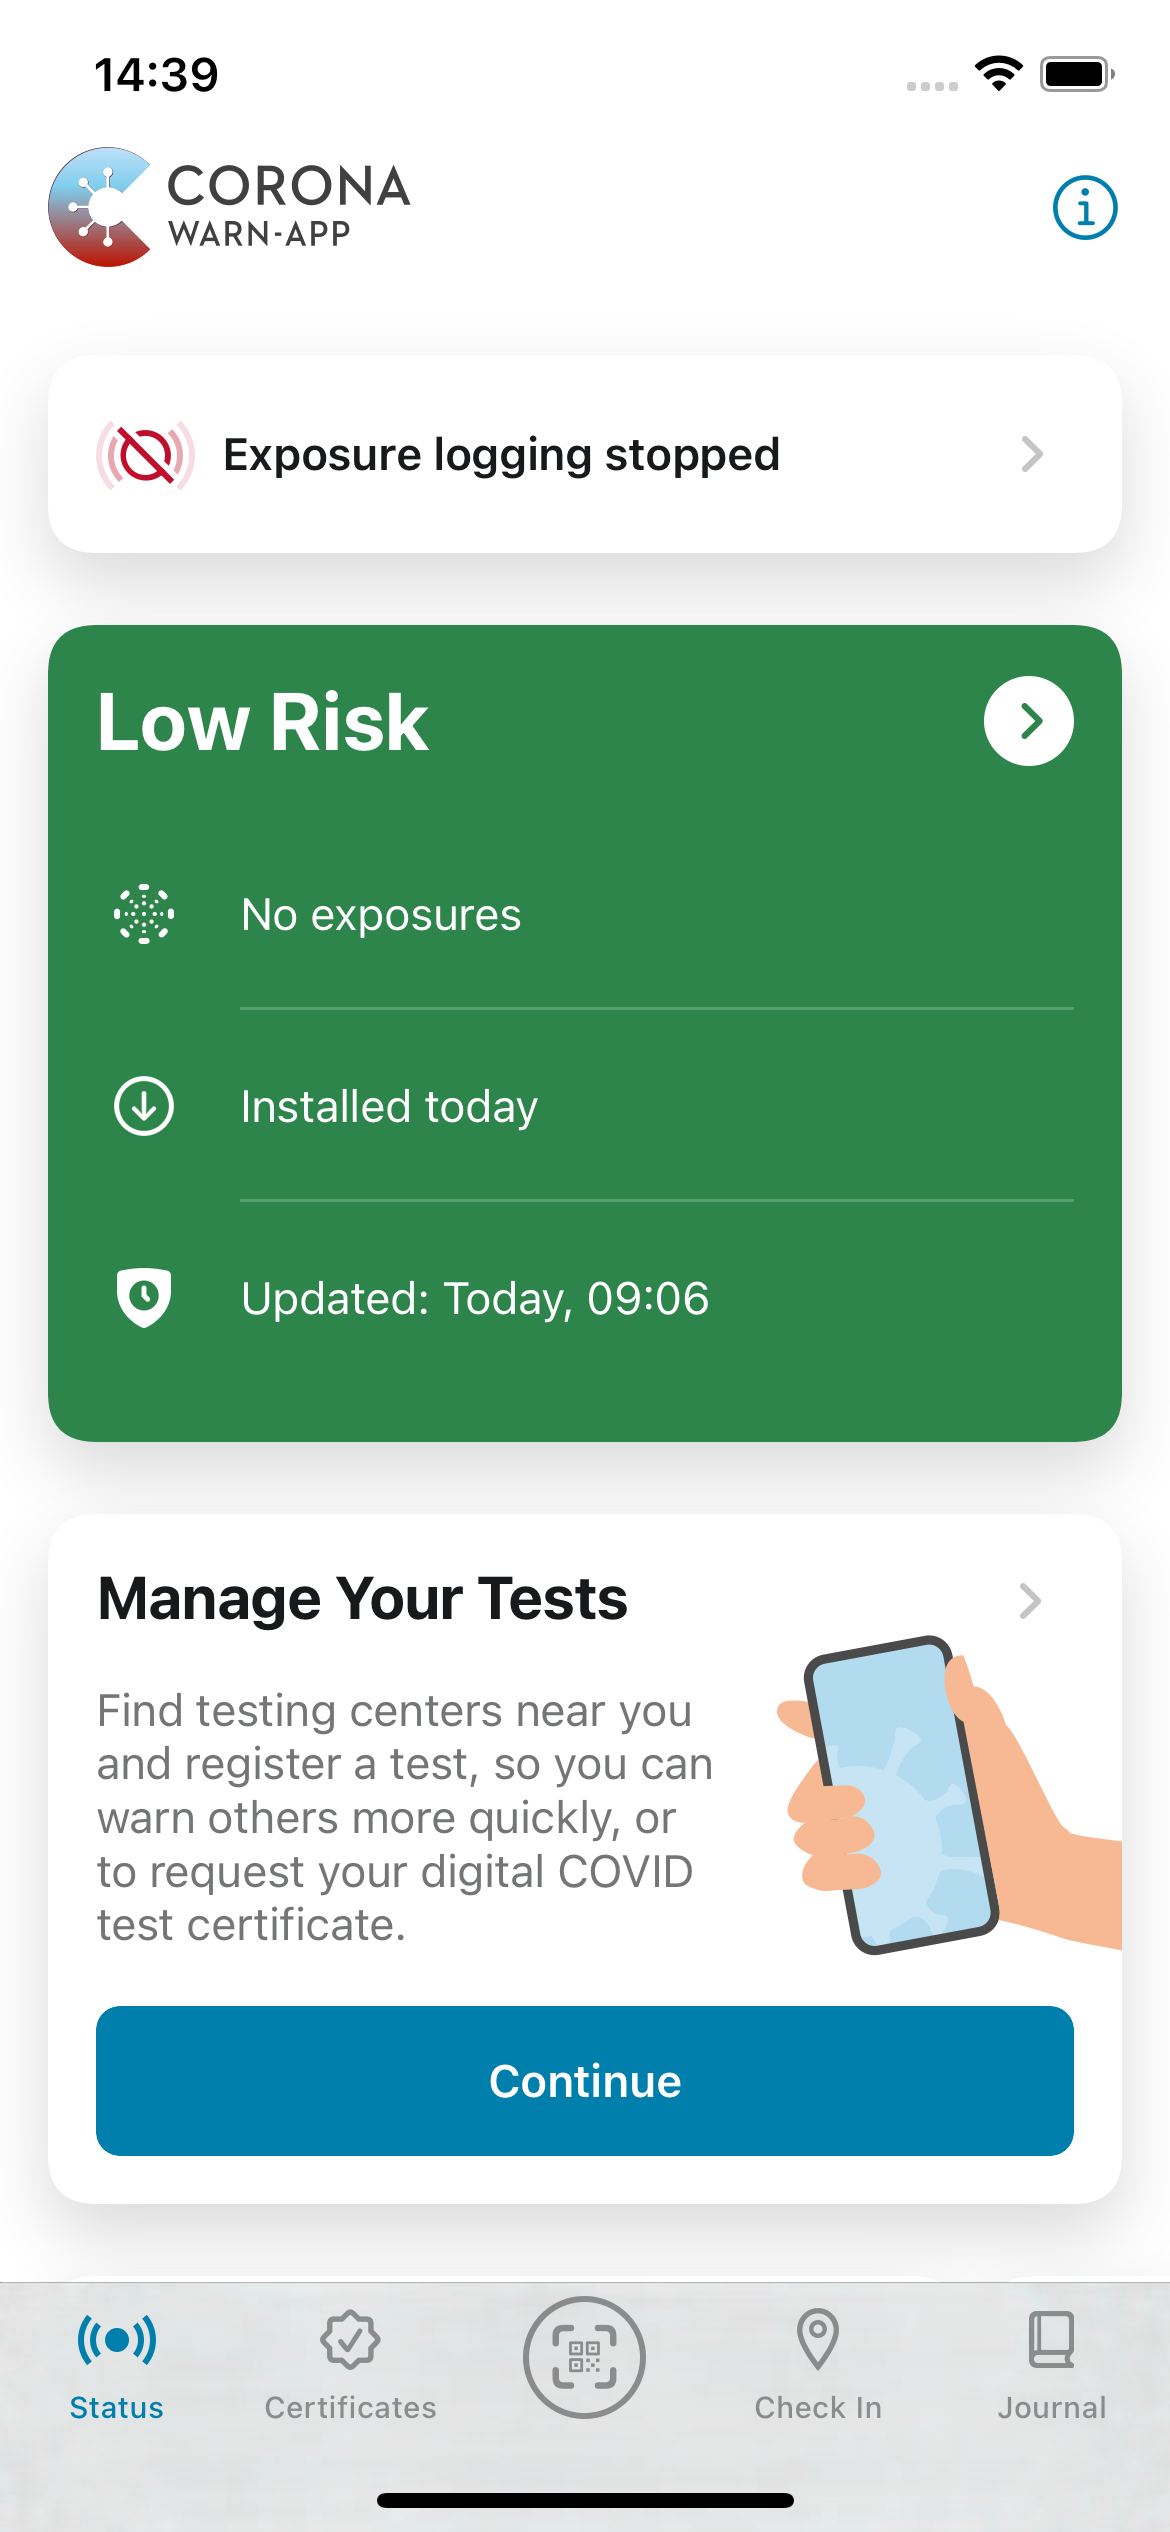 14:39
CORONA
WARN-APP
Exposure logging stopped
Low Risk
No exposures
Installed today
Updated: Today, 09:06
Manage Your Tests
Find testing centers near you
and register a test, so you can
warn others more quickly, or
to request your digital COVID
test certificate.
Continue
Status
Certificates
Check In
Journal